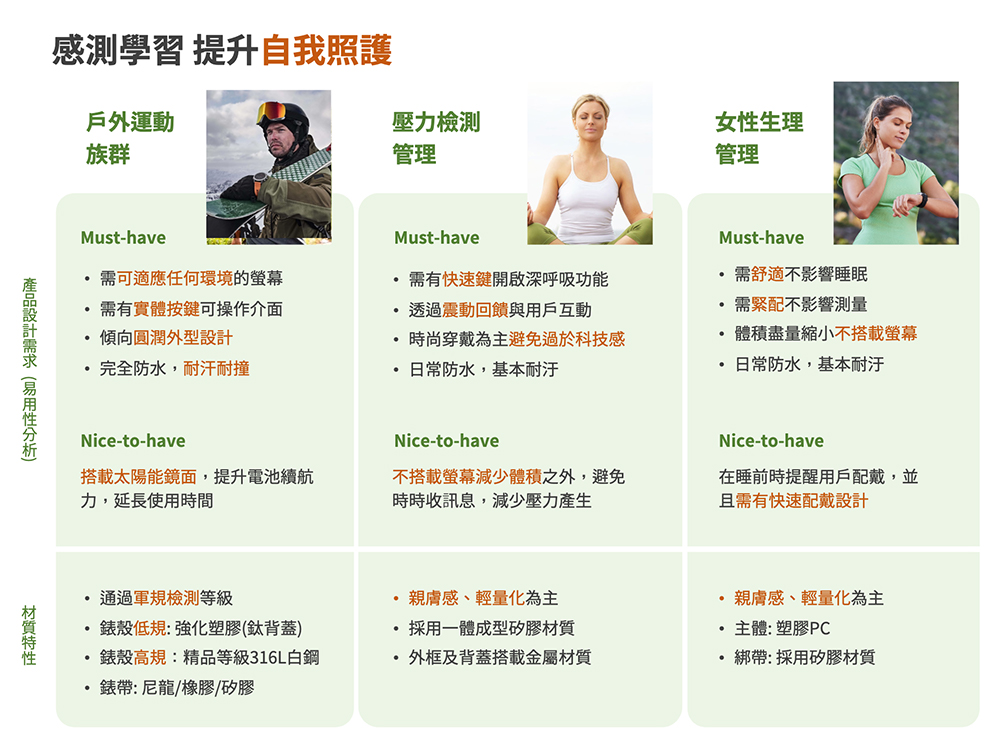 感測學習 提升自我照護
戶外運動
族群
壓力檢測
管理
女性生理
管理
產品設計需求(易用性分析)
Must-have
• 需可適應任何環境的螢幕
• 需有實體按鍵可操作介面
• 傾向圓潤外型設計
• 完全防水，耐汗耐撞
Nice-to-have
搭載太陽能鏡面，提升電池續航
力，延長使用時間
Must-have
• 需有快速鍵開啟深呼吸功能
• 透過震動回饋與用戶互動
• 時尚穿戴為主避免過於科技感
• 日常防水，基本耐汙
Nice-to-have
不搭載螢幕減少體積之外，避免
時時收訊息，減少壓力產生
Must-have
• 需舒適不影響睡眠
• 需緊配不影響測量
• 體積盡量縮小不搭載螢幕
• 日常防水，基本耐汙
Nice-to-have
在睡前時提醒用戶配戴，並
且需有快速配戴設計
材質特性
• 通過軍規檢測等級
• 錶殼低規: 強化塑膠(鈦背蓋)
• 錶殼高規：精品等級316L白鋼
• 錶帶: 尼龍/橡膠/矽膠
• 親膚感、輕量化為主
• 採用一體成型矽膠材質
• 外框及背蓋搭載金屬材質
• 親膚感、輕量化為主
• 主體: 塑膠PC
• 綁帶: 採用矽膠材質